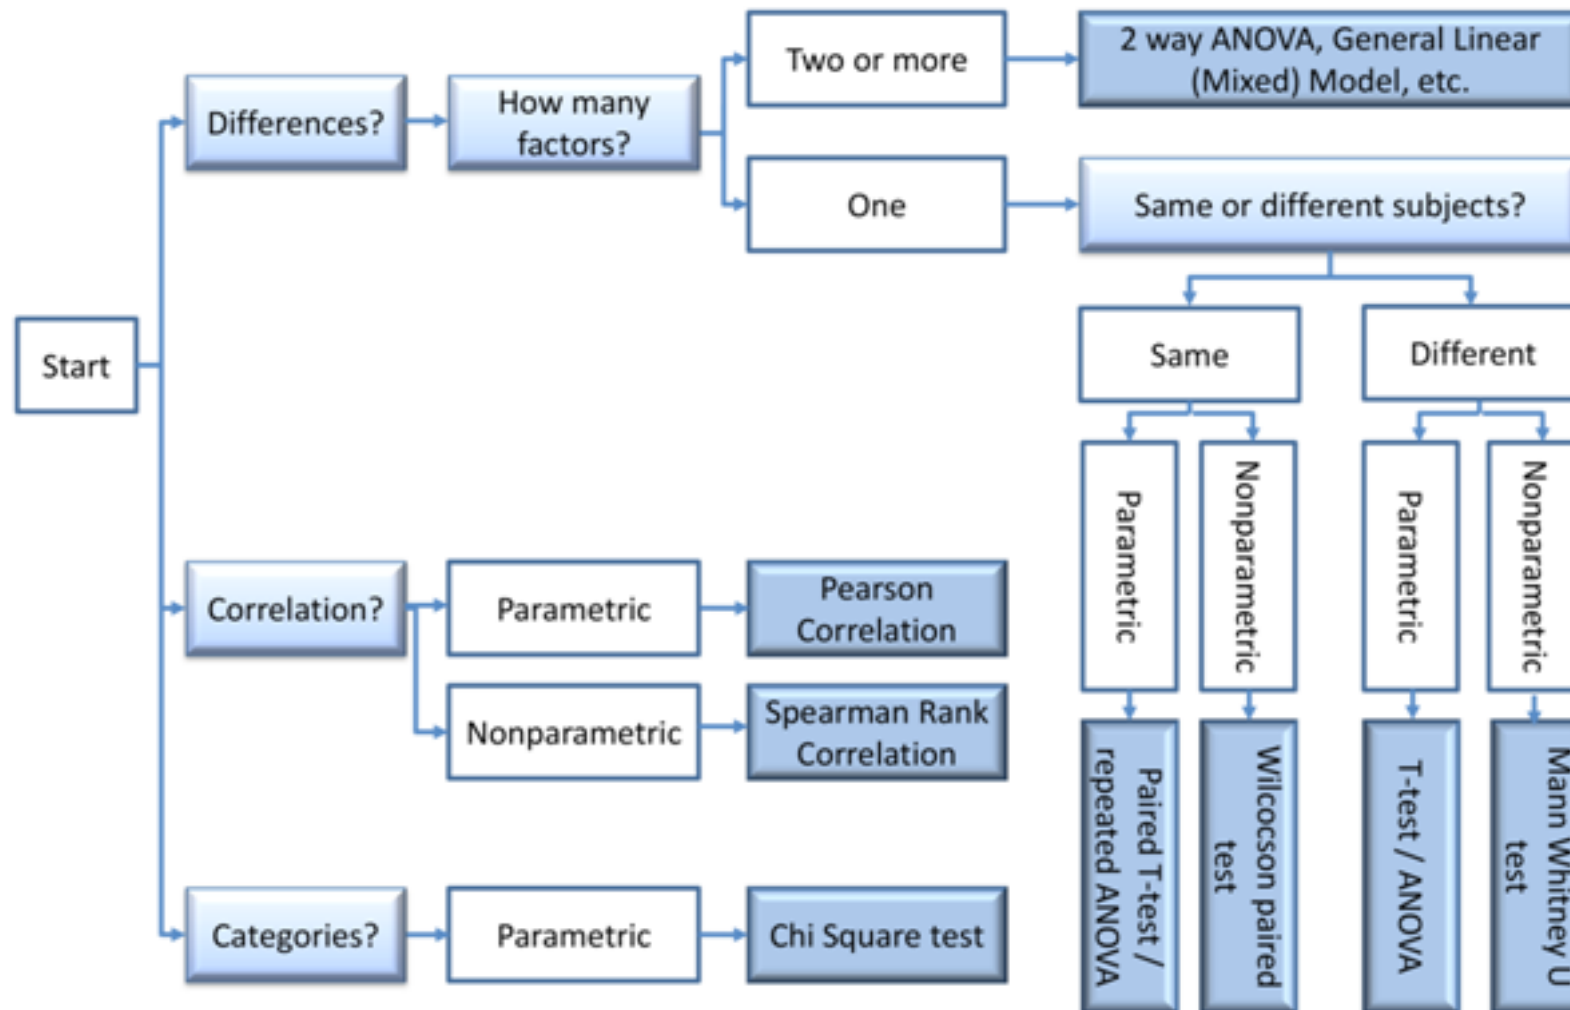 Start
Differences?
How many
factors?
Two or more
2 way ANOVA, General Linear
(Mixed) Model, etc.
One
Same or different subjects?
Same
Different
Parametric
Nonparametric
Parametric
Nonparametric
Paired T-test /
repeated ANOVA
Wilcocson paired
test
T-test / ANOVA
Mann Whitney U
test
Correlation?
Parametric
Pearson
Correlation
Nonparametric
Spearman Rank
Correlation
Categories?
Parametric
Chi Square test